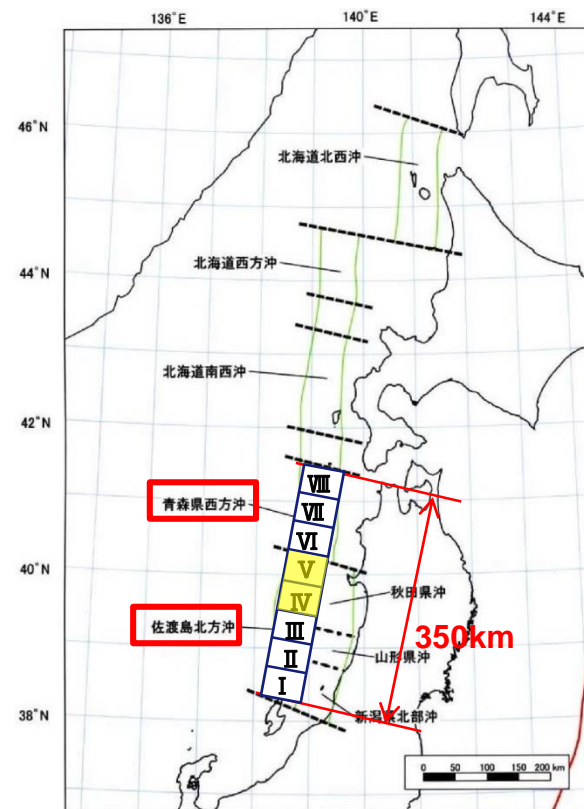 136°E
140°E
144°E
46°N
北海道北西沖
44°N
北海道西方沖
北海道南西沖
42°N
青森県西方沖
Ⅷ
Ⅶ
Ⅵ
40°N
Ⅴ
Ⅳ
秋田県沖
佐渡島北方沖
Ⅲ
350km
Ⅱ
山形県沖
Ⅰ
38°N
新潟県北部沖
0 50 100 150 200 km